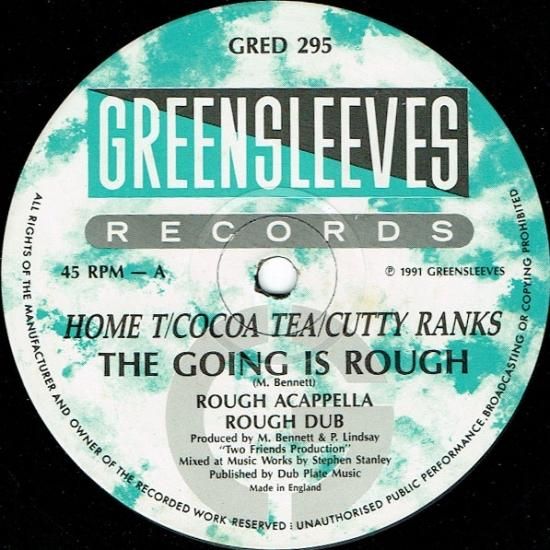 GRED 295
GREENSLEEVES
RECORDS
45 RPM — A
℗ 1991 GREENSLEEVES
HOME T/COCOA TEA/CUTTY RANKS
THE GOING IS ROUGH
(M. Bennett)
ROUGH ACAPPELLA
ROUGH DUB
Produced by M. Bennett & P. Lindsay
"Two Friends Production"
Mixed at Music Works by Stephen Stanley
Published by Dub Plate Music
Made in England
ALL RIGHTS OF THE MANUFACTURER AND OWNER OF THE RECORDED WORK RESERVED : UNAUTHORISED PUBLIC PERFORMANCE, BROADCASTING OR COPYING PROHIBITED